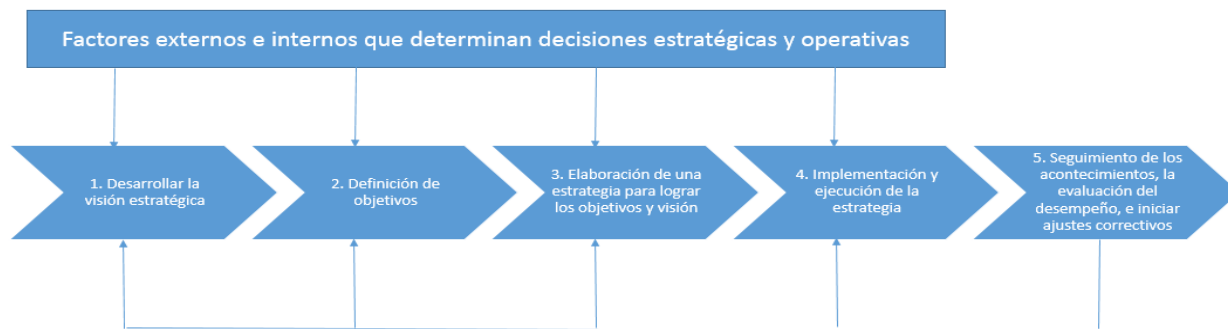 Factores externos e internos que determinan decisiones estratégicas y operativas
1. Desarrollar la
visión estratégica
2. Definición de
objetivos
3. Elaboración de una
estrategia para lograr
los objetivos y visión
4. Implementación y
ejecución de la
estrategia
5. Seguimiento de los
acontecimientos, la
evaluación del
desempeño, e iniciar
ajustes correctivos